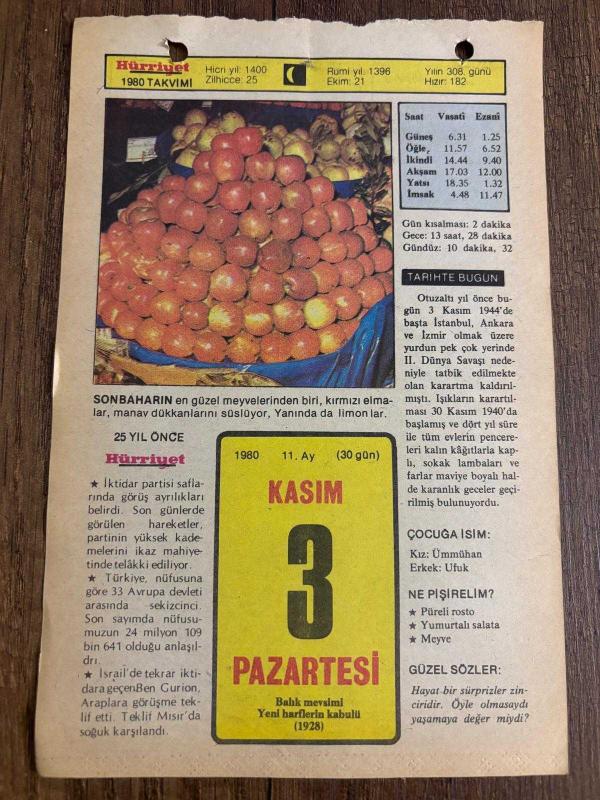 Hürriyet
1980 TAKVİMİ
Hicri yıl: 1400
Zilhicce: 25
Rumi yıl: 1396
Ekim: 21
Yılın 308. günü
Hızır: 182
Saat Vasatî Ezanî
Güneş 6.31 1.25
Öğle 11.57 6.52
İkindi 14.44 9.40
Akşam 17.03 12.00
Yatsı 18.35 1.32
İmsak 4.48 11.47
Gün kısalması: 2 dakika
Gece: 13 saat, 28 dakika
Gündüz: 10 dakika, 32
TARİHTE BUGÜN
Otuzaltı yıl önce bu-
gün 3 Kasım 1944'de
başta İstanbul, Ankara
ve İzmir olmak üzere
yurdun pek çok yerinde
II. Dünya Savaşı nede-
niyle tatbik edilmekte
olan karartma kaldırıl-
mıştı. Işıkların karartıl-
ması 30 Kasım 1940'da
başlamış ve dört yıl süre
ile tüm evlerin pencere-
leri kalın kâğıtlarla kap-
lı, sokak lambaları ve
farlar maviye boyalı hal-
de karanlık geceler geçi-
rilmiş bulunuyordu.
SONBAHARIN en güzel meyvelerinden biri, kırmızı elma-
lar, manav dükkanlarını süslüyor, Yanında da limonlar.
25 YIL ÖNCE
Hürriyet
★ İktidar partisi safla-
rında görüş ayrılıkları
belirdi. Son günlerde
görülen hareketler,
partinin yüksek kade-
melerini ikaz mahiye-
tinde telâkki ediliyor.
★ Türkiye, nüfusuna
göre 33 Avrupa devleti
arasında sekizcinci.
Son sayımda nüfusu-
muzun 24 milyon 109
bin 641 olduğu anlaşıl-
dı.
★ İsrail'de tekrar ikti-
dara geçenBen Gurion,
Araplara görüşme tek-
lif etti. Teklif Mısır'da
soğuk karşılandı.
1980 11. Ay (30 gün)
KASIM
3
PAZARTESİ
Balık mevsimi
Yeni harflerin kabulü
(1928)
ÇOCUĞA İSİM:
Kız: Ümmühan
Erkek: Ufuk
NE PİŞİRELİM?
★ Püreli rosto
★ Yumurtalı salata
★ Meyve
GÜZEL SÖZLER:
Hayat bir sürprizler zin-
ciridir. Öyle olmasaydı
yaşamaya değer miydi?